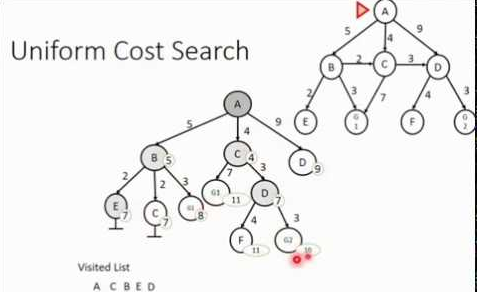 A
5 4 9
Uniform Cost Search
B 2 C 3 D
2 3 7 4 3
E G1 F G2
A
5 4 9
B 5 C 4 D 9
2 2 3 7 3
E 7 C 7 G1 8 G1 11 D 7
4 3
F 11 G2 10
Visited List
A C B E D